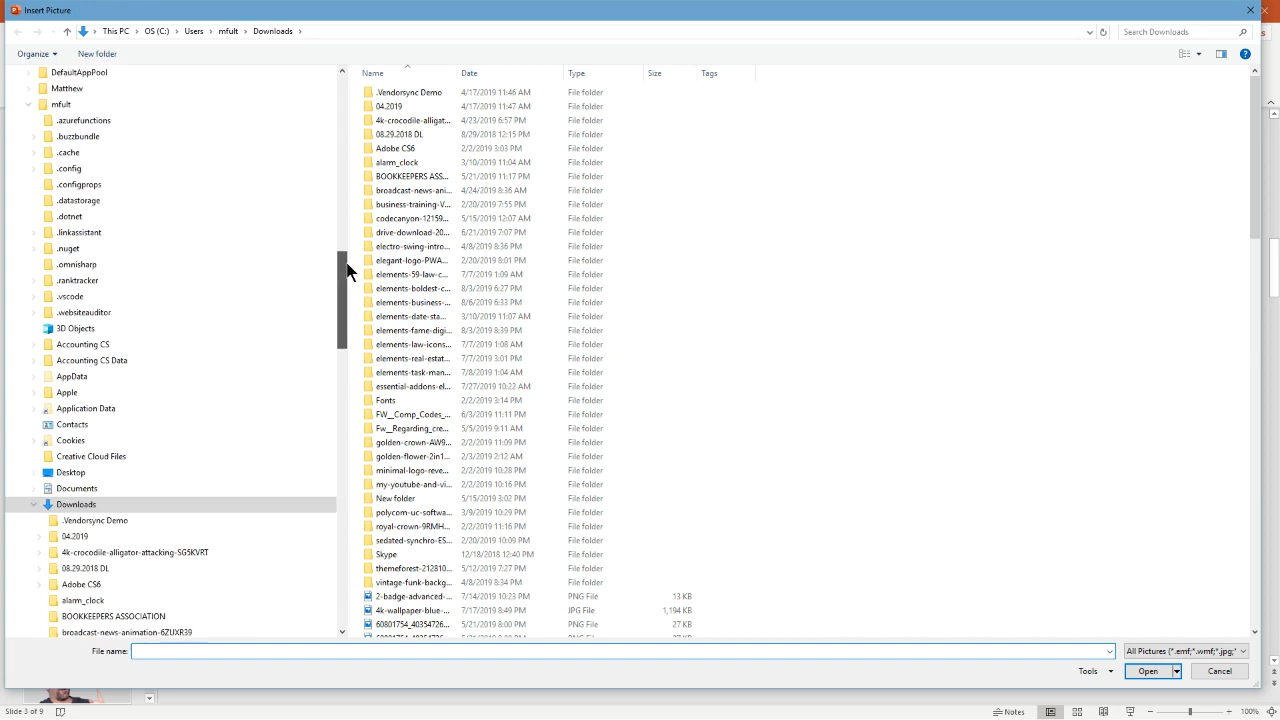 Insert Picture
This PC > OS (C:) > Users > mfult > Downloads >
Search Downloads
Organize
New folder
DefaultAppPool
Matthew
mfult
.azurefunctions
.buzzbundle
.cache
.config
.configprops
.datastorage
.dotnet
.linkassistant
.nuget
.omnisharp
.ranktracker
.vscode
.websiteauditor
3D Objects
Accounting CS
Accounting CS Data
AppData
Apple
Application Data
Contacts
Cookies
Creative Cloud Files
Desktop
Documents
Downloads
.Vendorsync Demo
04.2019
4k-crocodile-alligator-attacking-SG5KVRT
08.29.2018 DL
Adobe CS6
alarm_clock
BOOKKEEPERS ASSOCIATION
broadcast-news-animation-6ZUXR39
Name Date Type Size Tags
.Vendorsync Demo 4/17/2019 11:46 AM File folder
04.2019 4/17/2019 11:47 AM File folder
4k-crocodile-alligat... 4/23/2019 6:57 PM File folder
08.29.2018 DL 8/29/2018 12:15 PM File folder
Adobe CS6 2/2/2019 3:03 PM File folder
alarm_clock 3/10/2019 11:04 AM File folder
BOOKKEEPERS ASS... 5/21/2019 11:17 PM File folder
broadcast-news-ani... 4/24/2019 8:36 AM File folder
business-training-V... 2/20/2019 7:55 PM File folder
codecanyon-12159... 5/15/2019 12:07 AM File folder
drive-download-20... 6/21/2019 7:07 PM File folder
electro-swing-intro... 4/8/2019 8:36 PM File folder
elegant-logo-PWA... 2/20/2019 8:01 PM File folder
elements-59-law-c... 7/7/2019 1:09 AM File folder
elements-boldest-c... 8/3/2019 6:27 PM File folder
elements-business-... 8/6/2019 6:33 PM File folder
elements-date-sta... 3/10/2019 11:07 AM File folder
elements-fame-digi... 8/3/2019 8:39 PM File folder
elements-law-icons... 7/7/2019 1:08 AM File folder
elements-real-estat... 7/7/2019 3:01 PM File folder
elements-task-man... 7/8/2019 1:04 AM File folder
essential-addons-el... 7/27/2019 10:22 AM File folder
Fonts 2/2/2019 3:14 PM File folder
FW__Comp_Codes_... 6/3/2019 11:11 PM File folder
Fw__Regarding_cre... 5/5/2019 9:11 AM File folder
golden-crown-AW9... 2/2/2019 11:09 PM File folder
golden-flower-2in1... 2/3/2019 2:12 AM File folder
minimal-logo-reve... 2/2/2019 10:28 PM File folder
my-youtube-and-vi... 2/2/2019 10:16 PM File folder
New folder 5/15/2019 3:02 PM File folder
polycom-uc-softwa... 3/9/2019 10:29 PM File folder
royal-crown-9RMH... 2/2/2019 11:16 PM File folder
sedated-synchro-ES... 2/20/2019 10:09 PM File folder
Skype 12/18/2018 12:40 PM File folder
themeforest-212810... 5/12/2019 7:27 PM File folder
vintage-funk-backg... 4/8/2019 8:34 PM File folder
2-badge-advanced-... 7/14/2019 10:23 PM PNG File 13 KB
4k-wallpaper-blue-... 7/17/2019 8:49 PM JPG File 1,194 KB
60801754_40354726... 5/21/2019 8:00 PM PNG File 27 KB
File name:
All Pictures (*.emf;*.wmf;*.jpg;*
Tools
Open
Cancel
Slide 3 of 9
Notes
100%